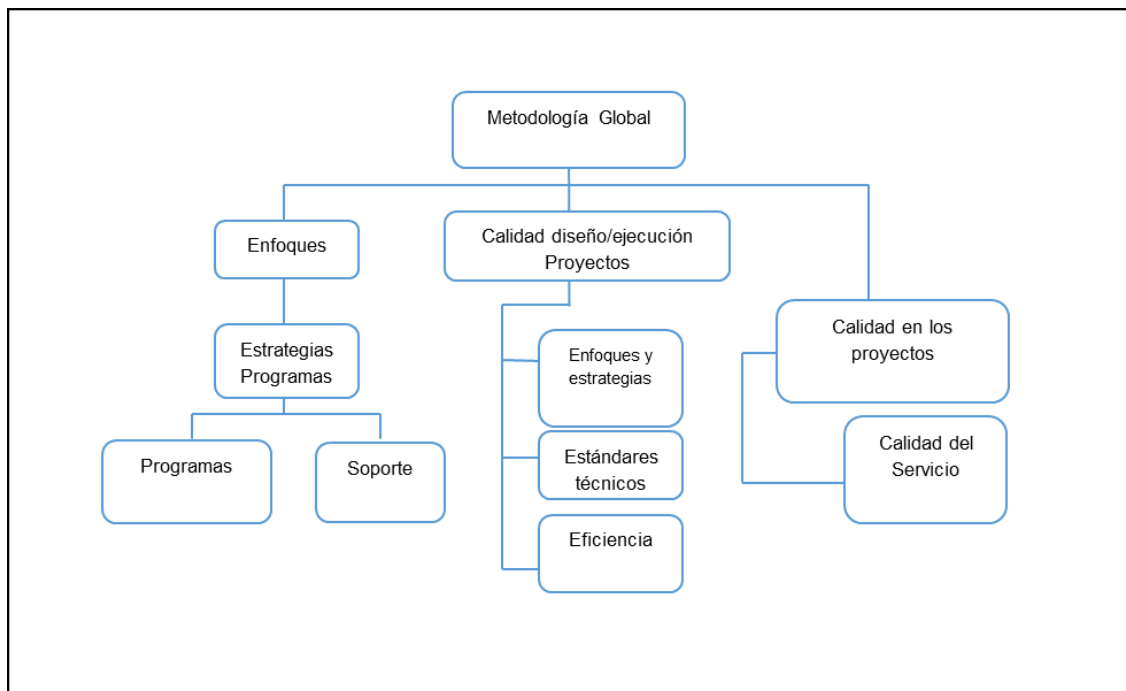 Metodología Global
Enfoques
Calidad diseño/ejecución
Proyectos
Estrategias
Programas
Enfoques y
estrategias
Calidad en los
proyectos
Programas
Soporte
Estándares
técnicos
Calidad del
Servicio
Eficiencia